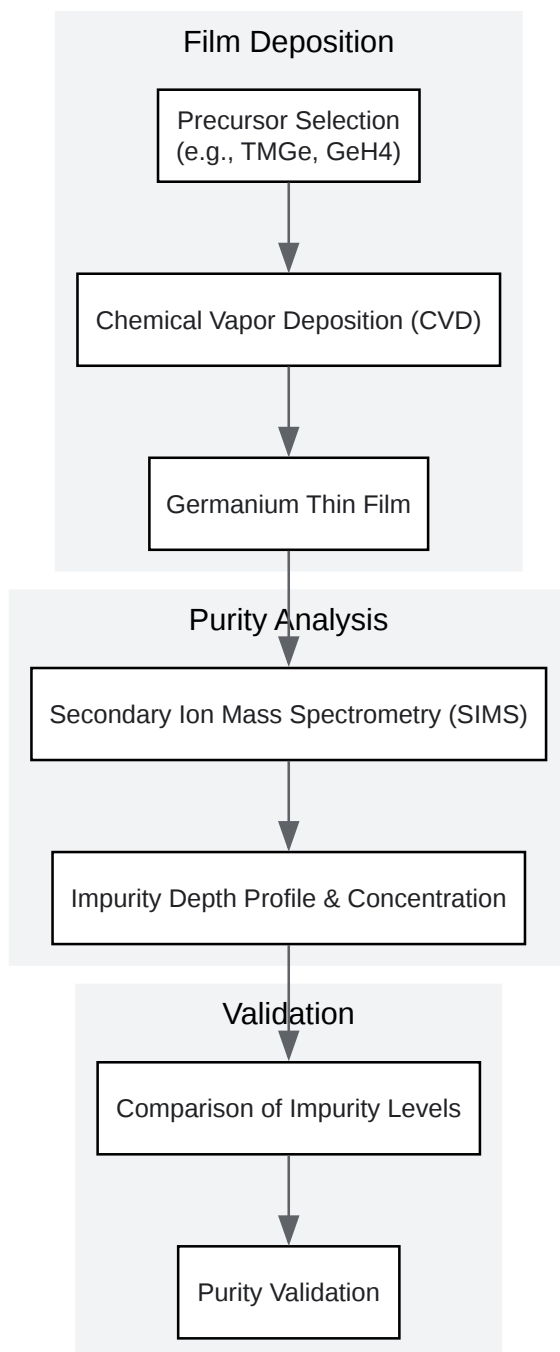 Film Deposition
Precursor Selection
(e.g., TMGe, GeH4)
Chemical Vapor Deposition (CVD)
Germanium Thin Film
Purity Analysis
Secondary Ion Mass Spectrometry (SIMS)
Impurity Depth Profile & Concentration
Validation
Comparison of Impurity Levels
Purity Validation